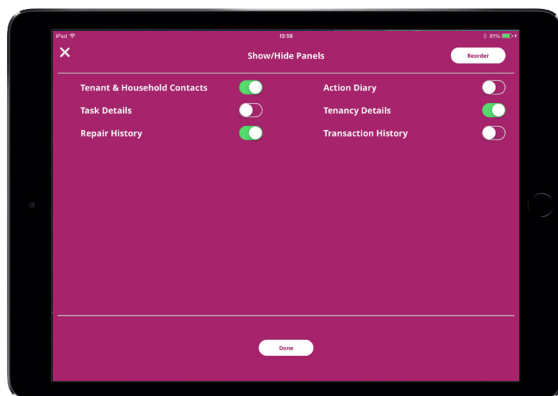 iPad
13:59
81%
Show/Hide Panels
Reorder
Tenant & Household Contacts
Action Diary
Task Details
Tenancy Details
Repair History
Transaction History
Done